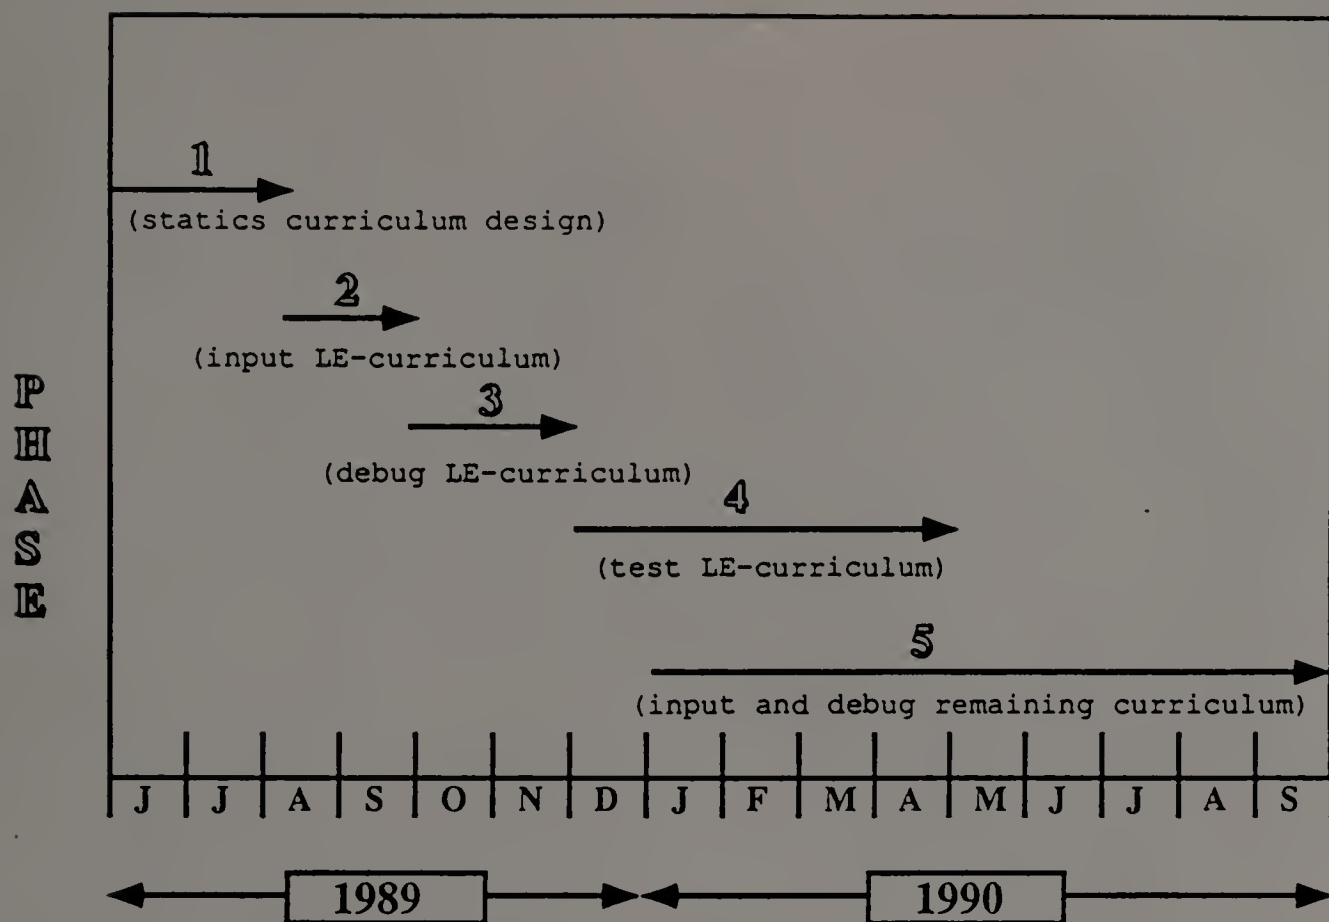 1
(statics curriculum design)
2
(input LE-curriculum)
3
(debug LE-curriculum)
4
(test LE-curriculum)
5
(input and debug remaining curriculum)
PHASE
J J A S O N D J F M A M J J A S
1989 1990